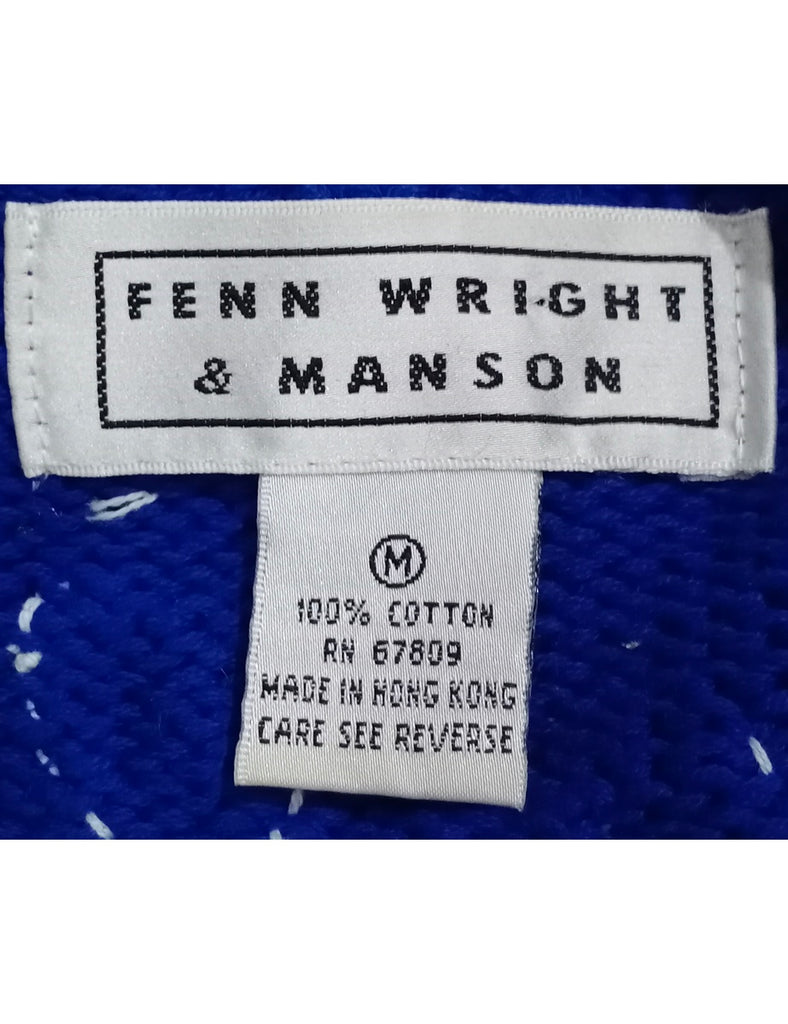 FENN WRIGHT
& MANSON
M
100% COTTON
RN 67809
MADE IN HONG KONG
CARE SEE REVERSE